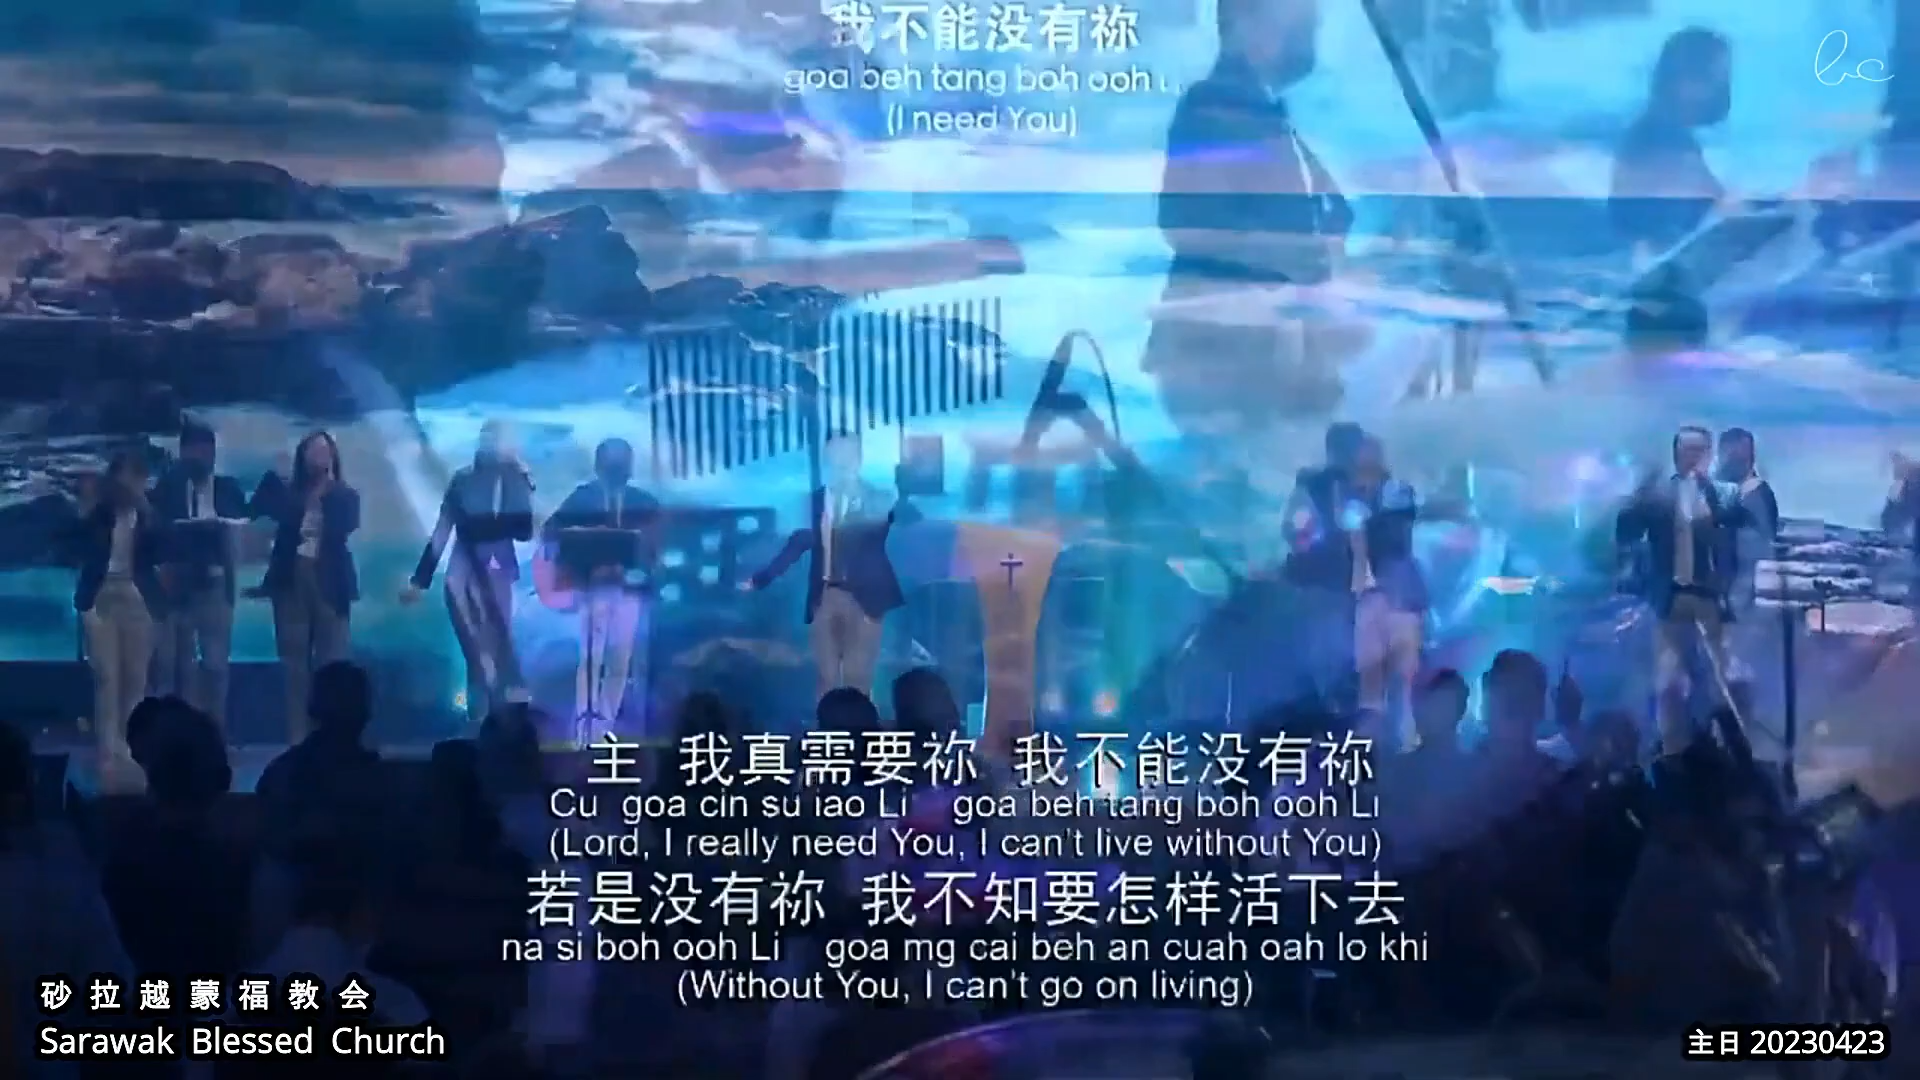 我不能没有祢
goa beh tang boh ooh
(I need You)
主 我真需要祢 我不能没有祢
Cu goa cin su iao Li goa beh tang boh ooh Li
(Lord, I really need You, I can't live without You)
若是没有祢 我不知要怎样活下去
na si boh ooh Li goa mg cai beh an cuah oah lo khi
(Without You, I can't go on living)
砂拉越蒙福教会
Sarawak Blessed Church
主日 20230423